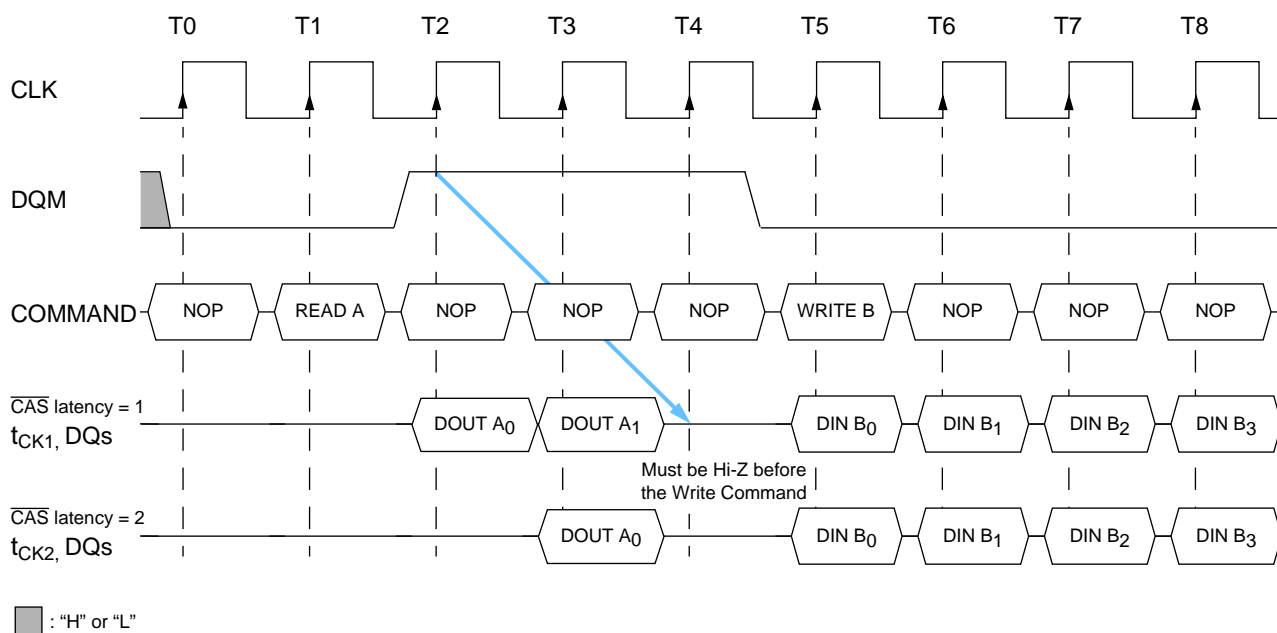 T0 T1 T2 T3 T4 T5 T6 T7 T8
CLK
DQM
COMMAND NOP READ A NOP NOP NOP WRITE B NOP NOP NOP
CAS latency = 1
tCK1, DQs DOUT A0 DOUT A1 DIN B0 DIN B1 DIN B2 DIN B3
Must be Hi-Z before
the Write Command
CAS latency = 2
tCK2, DQs DOUT A0 DIN B0 DIN B1 DIN B2 DIN B3
: “H” or “L”